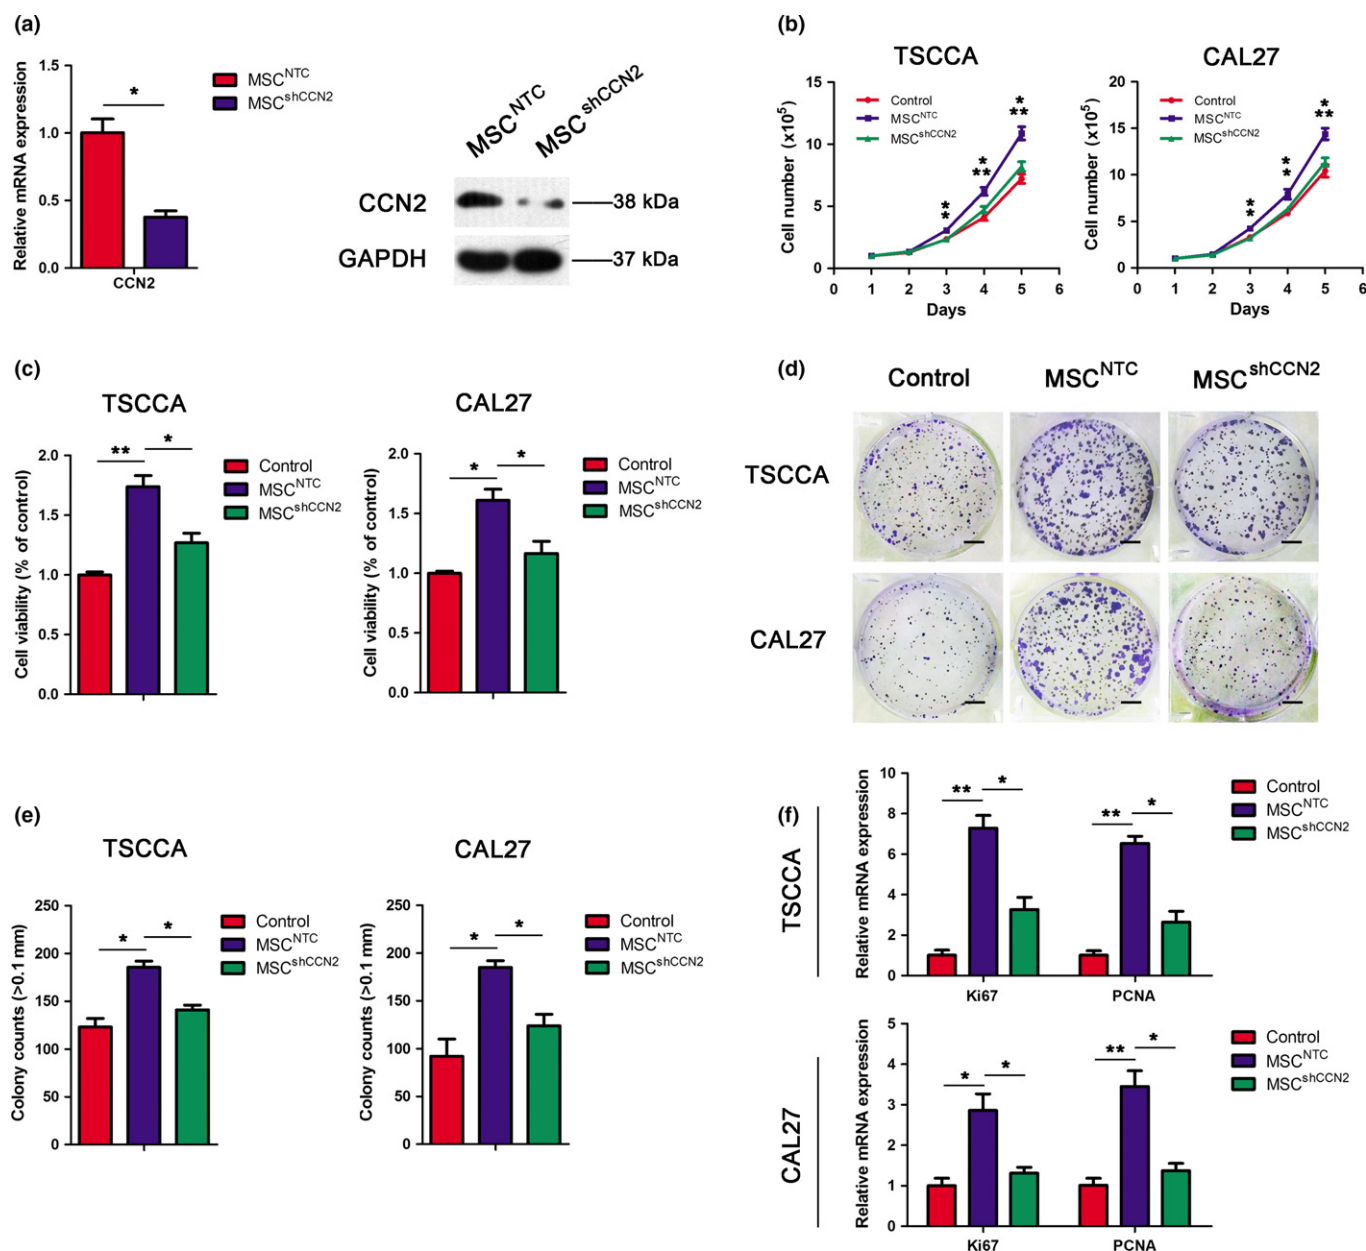 (a)
Relative mRNA expression
1.5
1.0
0.5
0.0
*
CCN2
MSC^NTC
MSC^shCCN2
MSC^NTC
MSC^shCCN2
CCN2
38 kDa
GAPDH
37 kDa
(b)
TSCCA
Cell number (x10^5)
15
10
5
0
Control
MSC^NTC
MSC^shCCN2
*
*
*
**
*
**
0 1 2 3 4 5 6
Days
CAL27
Cell number (x10^5)
20
15
10
5
0
Control
MSC^NTC
MSC^shCCN2
*
*
*
*
*
**
0 1 2 3 4 5 6
Days
(c)
TSCCA
Cell viability (% of control)
2.0
1.5
1.0
0.5
0.0
** *
Control
MSC^NTC
MSC^shCCN2
CAL27
Cell viability (% of control)
2.0
1.5
1.0
0.5
0.0
* *
Control
MSC^NTC
MSC^shCCN2
(d)
Control MSC^NTC MSC^shCCN2
TSCCA
CAL27
(e)
TSCCA
Colony counts (>0.1 mm)
250
200
150
100
50
0
* *
Control
MSC^NTC
MSC^shCCN2
CAL27
Colony counts (>0.1 mm)
250
200
150
100
50
0
* *
Control
MSC^NTC
MSC^shCCN2
(f)
TSCCA
Relative mRNA expression
10
8
6
4
2
0
** * ** *
Ki67 PCNA
Control
MSC^NTC
MSC^shCCN2
CAL27
Relative mRNA expression
5
4
3
2
1
0
* * ** *
Ki67 PCNA
Control
MSC^NTC
MSC^shCCN2